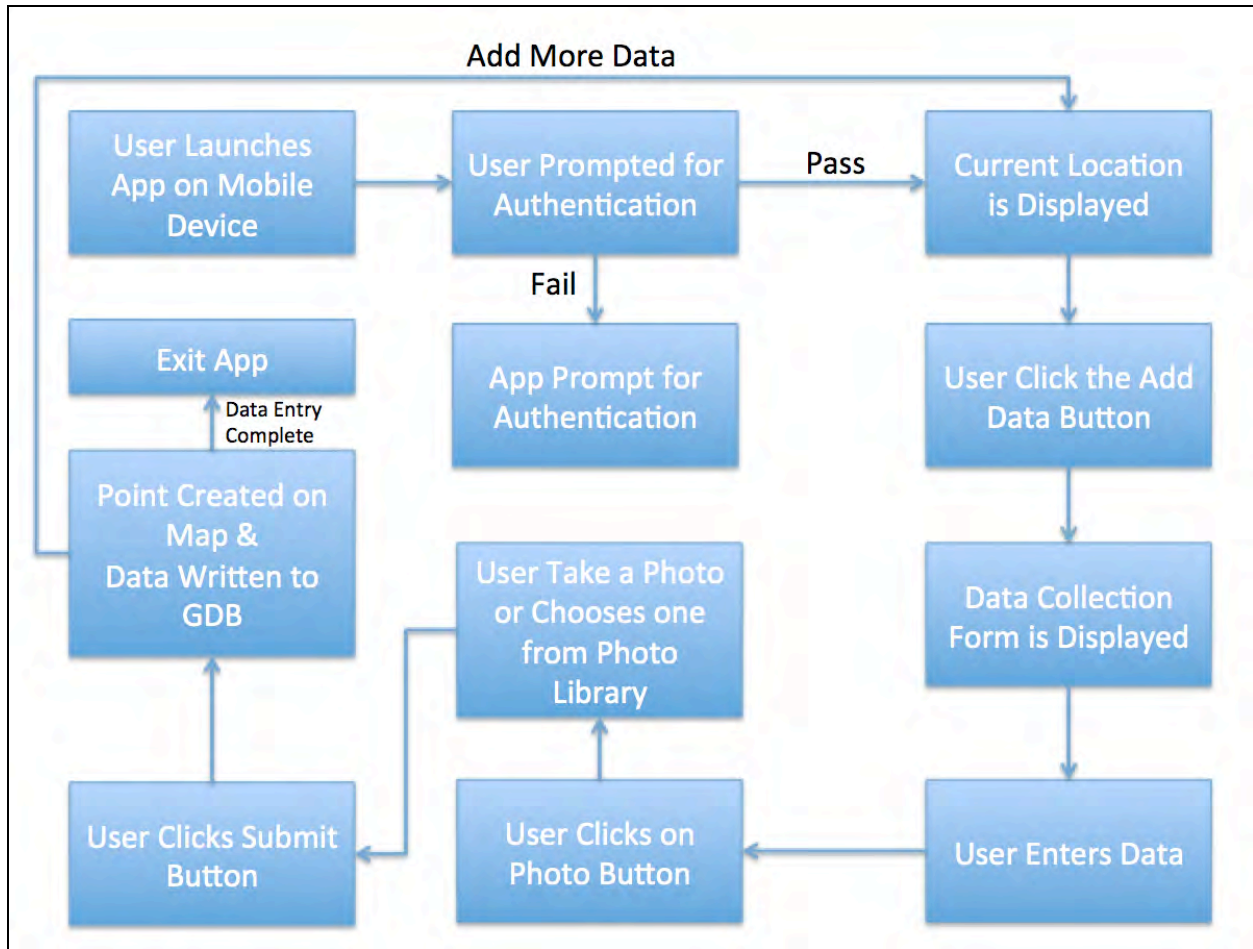 Add More Data
User Launches
App on Mobile
Device
User Prompted for
Authentication
Pass
Current Location
is Displayed
Fail
Exit App
App Prompt for
Authentication
User Click the Add
Data Button
Data Entry
Complete
Point Created on
Map &
Data Written to
GDB
User Take a Photo
or Chooses one
from Photo
Library
Data Collection
Form is Displayed
User Clicks Submit
Button
User Clicks on
Photo Button
User Enters Data